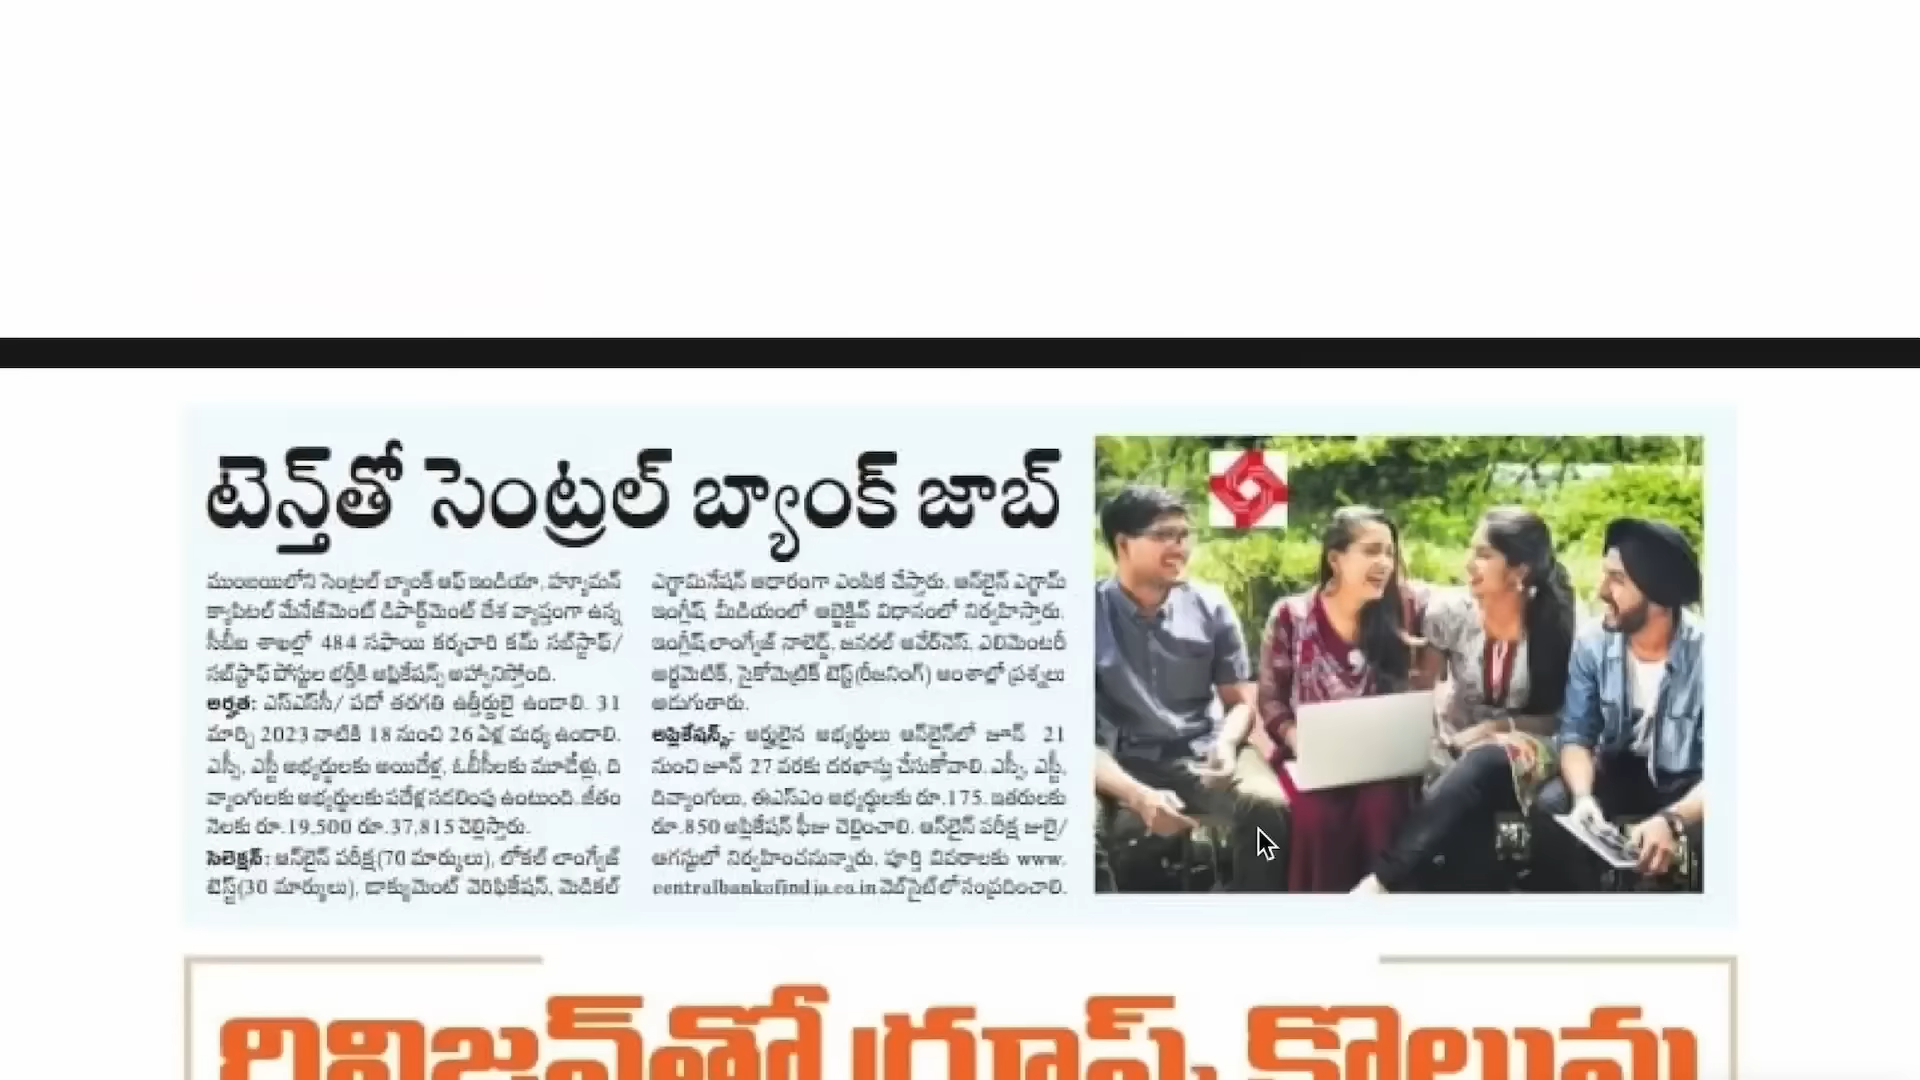 టెన్త్‌తో సెంట్రల్ బ్యాంక్ జాబ్
ముంబయిలోని సెంట్రల్ బ్యాంక్ ఆఫ్ ఇండియా, హ్యూమన్
క్యాపిటల్ మేనేజ్‌మెంట్ డిపార్ట్‌మెంట్ దేశ వ్యాప్తంగా ఉన్న
సీబీఐ శాఖల్లో 484 సఫాయి కర్మచారి కమ్ సబ్‌స్టాఫ్/
సబ్‌స్టాఫ్ పోస్టుల భర్తీకి అప్లికేషన్స్ ఆహ్వానిస్తోంది.
అర్హత: ఎస్‌ఎస్‌సీ/ పదో తరగతి ఉత్తీర్ణులై ఉండాలి. 31
మార్చి 2023 నాటికి 18 నుంచి 26 ఏళ్ల మధ్య ఉండాలి.
ఎస్సీ, ఎస్టీ అభ్యర్థులకు అయిదేళ్లు, ఓబీసీలకు మూడేళ్లు, ది
వ్యాంగులకు అభ్యర్థులకు పదేళ్ల సడలింపు ఉంటుంది. జీతం
నెలకు రూ.19,500 రూ.37,815 చెల్లిస్తారు.
సెలెక్షన్: ఆన్‌లైన్ పరీక్ష(70 మార్కులు), లోకల్ లాంగ్వేజ్
టెస్ట్(30 మార్కులు), డాక్యుమెంట్ వెరిఫికేషన్, మెడికల్
ఎగ్జామినేషన్ ఆధారంగా ఎంపిక చేస్తారు. ఆన్‌లైన్ ఎగ్జామ్
ఇంగ్లీష్ మీడియంలో ఆబ్జెక్టివ్ విధానంలో నిర్వహిస్తారు.
ఇంగ్లీష్ లాంగ్వేజ్ నాలెడ్జ్, జనరల్ అవేర్‌నెస్, ఎలిమెంటరీ
అర్థమెటిక్, సైకోమెట్రిక్ టెస్ట్(రీజనింగ్) అంశాల్లో ప్రశ్నలు
అడుగుతారు.
అప్లికేషన్స్: అర్హులైన అభ్యర్థులు ఆన్‌లైన్‌లో జూన్ 21
నుంచి జూన్ 27 వరకు దరఖాస్తు చేసుకోవాలి. ఎస్సీ, ఎస్టీ,
దివ్యాంగులు, ఈఎస్‌ఎం అభ్యర్థులకు రూ.175. ఇతరులకు
రూ.850 అప్లికేషన్ ఫీజు చెల్లించాలి. ఆన్‌లైన్ పరీక్ష జులై/
ఆగస్టులో నిర్వహించనున్నారు. పూర్తి వివరాలకు www.
centralbankofindia.co.in వెబ్‌సైట్‌లో సంప్రదించాలి.
రివిజన్‌తో గ్రూప్స్ కొలువు